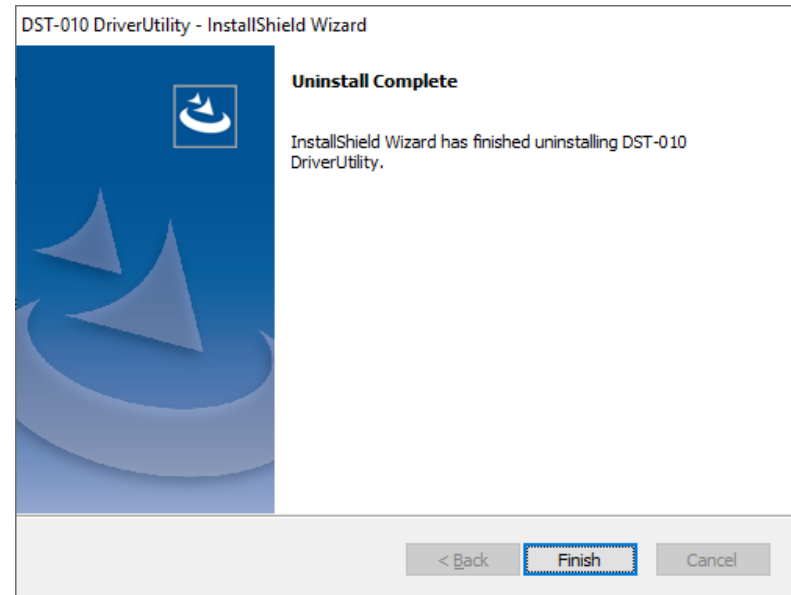 DST-010 DriverUtility - InstallShield Wizard
Uninstall Complete
InstallShield Wizard has finished uninstalling DST-010
DriverUtility.
< Back
Finish
Cancel